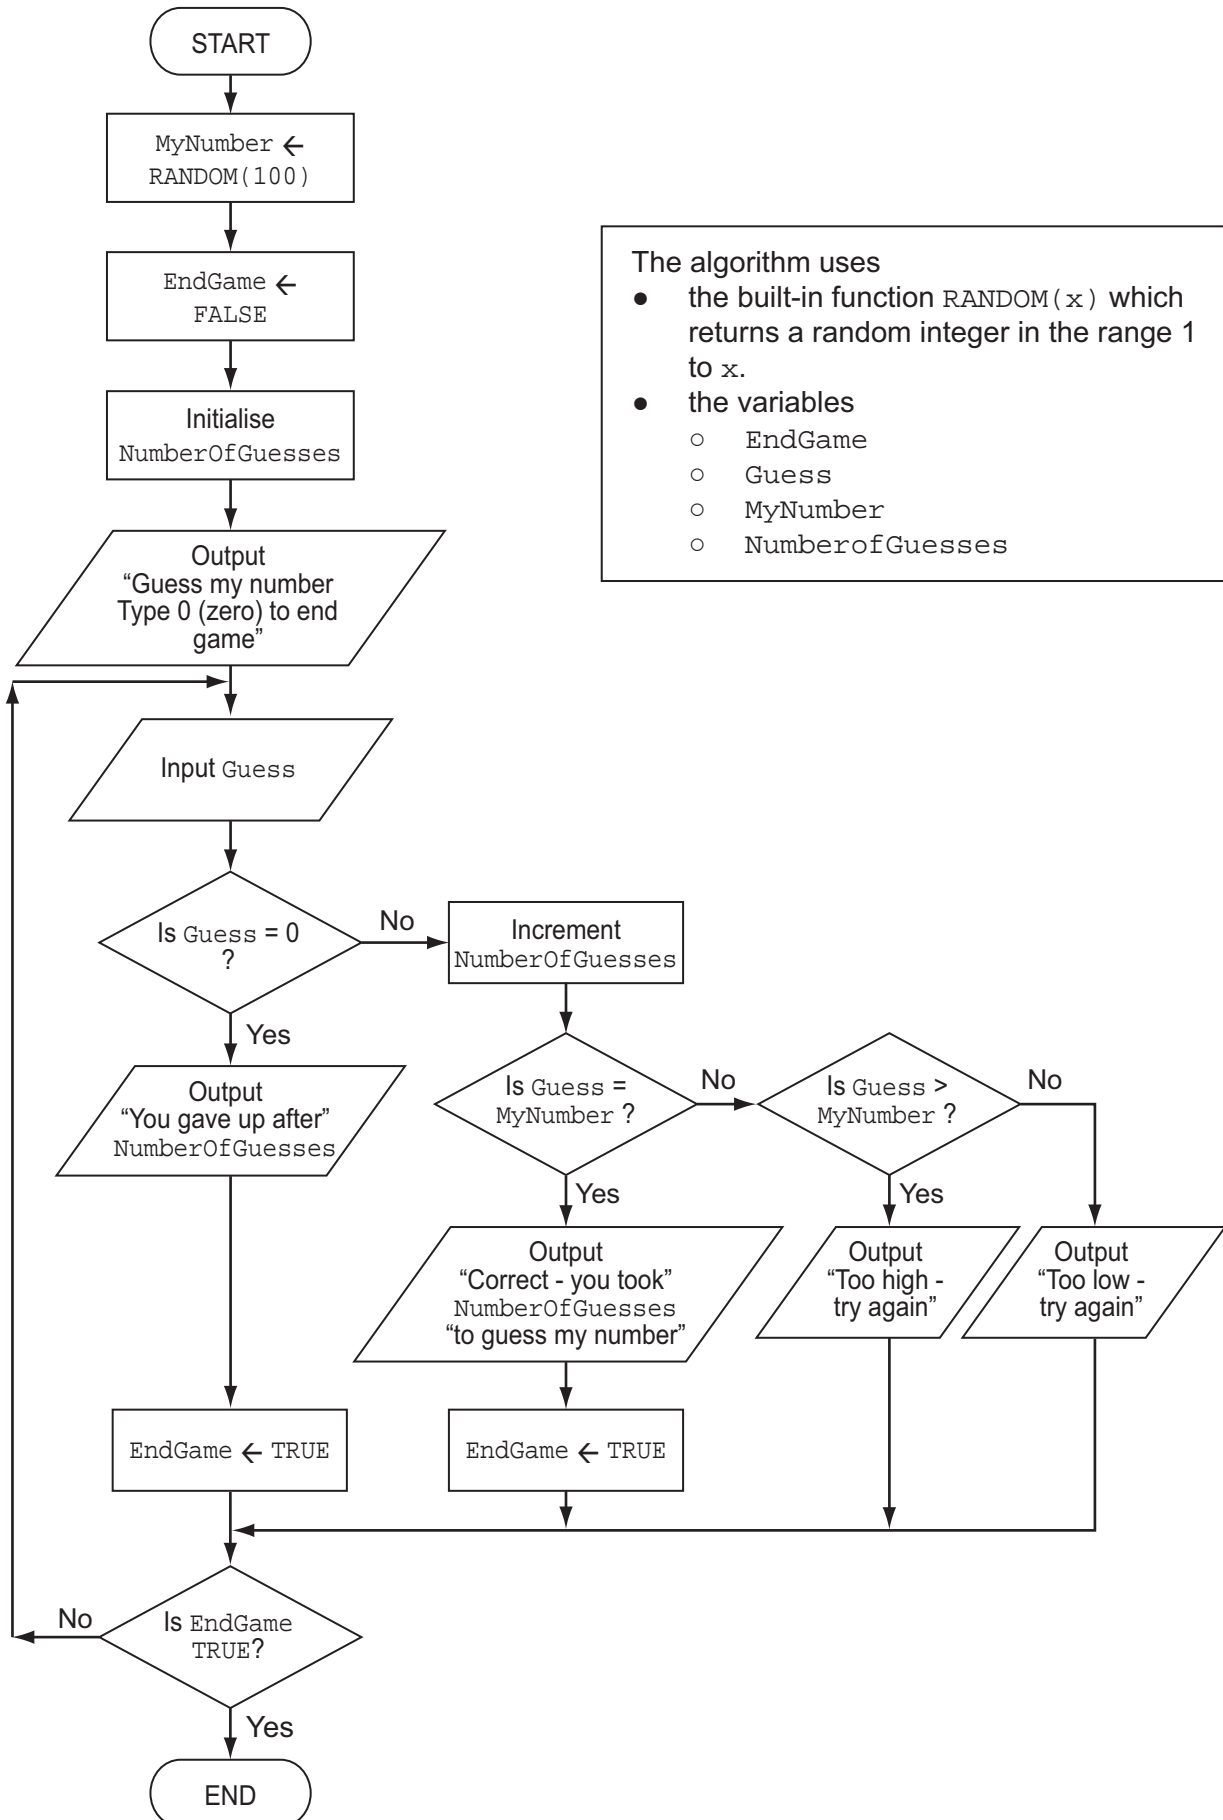 START
MyNumber ←
RANDOM(100)
EndGame ←
FALSE
Initialise
NumberOfGuesses
Output
“Guess my number
Type 0 (zero) to end
game”
The algorithm uses
● the built-in function RANDOM(x) which
returns a random integer in the range 1
to x.
● the variables
○ EndGame
○ Guess
○ MyNumber
○ NumberofGuesses
Input Guess
Is Guess = 0
?
No
Increment
NumberOfGuesses
Yes
Output
“You gave up after”
NumberOfGuesses
Is Guess =
MyNumber ?
No
Is Guess >
MyNumber ?
No
Yes
Yes
Output
“Correct - you took”
NumberOfGuesses
“to guess my number”
Output
“Too high -
try again”
Output
“Too low -
try again”
EndGame ← TRUE
EndGame ← TRUE
Is EndGame
TRUE?
No
Yes
END